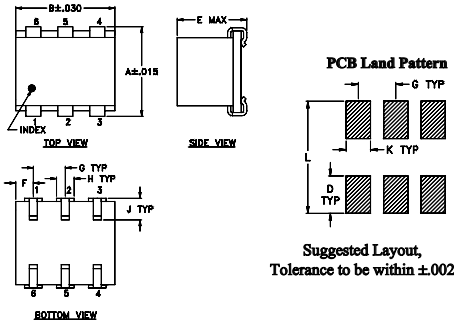 B±.030
6 5 4
A±.015
INDEX
1 2 3
TOP VIEW
E MAX
SIDE VIEW
PCB Land Pattern
G TYP
K TYP
L
D
TYP
Suggested Layout,
Tolerance to be within ±.002
G TYP
H TYP
F
1 2 3
J TYP
6 5 4
BOTTOM VIEW